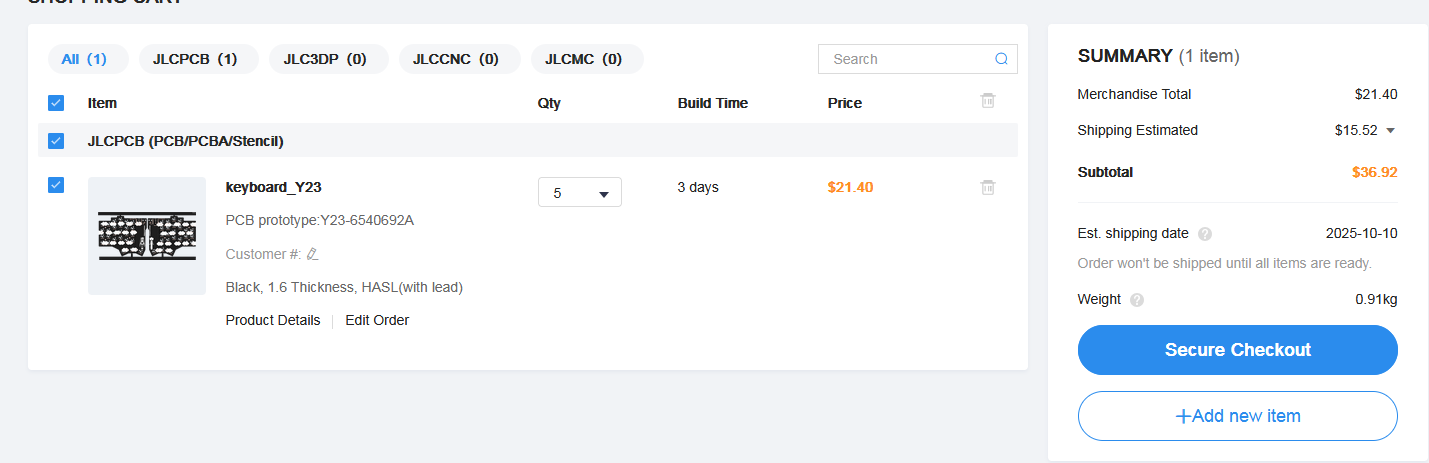 SHOPPING CART
All (1) JLCPCB (1) JLC3DP (0) JLCCNC (0) JLCMC (0) Search
Item Qty Build Time Price
JLCPCB (PCB/PCBA/Stencil)
keyboard_Y23 5 3 days $21.40
PCB prototype:Y23-6540692A
Customer #:
Black, 1.6 Thickness, HASL(with lead)
Product Details Edit Order
SUMMARY (1 item)
Merchandise Total $21.40
Shipping Estimated $15.52
Subtotal $36.92
Est. shipping date ? 2025-10-10
Order won't be shipped until all items are ready.
Weight ? 0.91kg
Secure Checkout
+Add new item